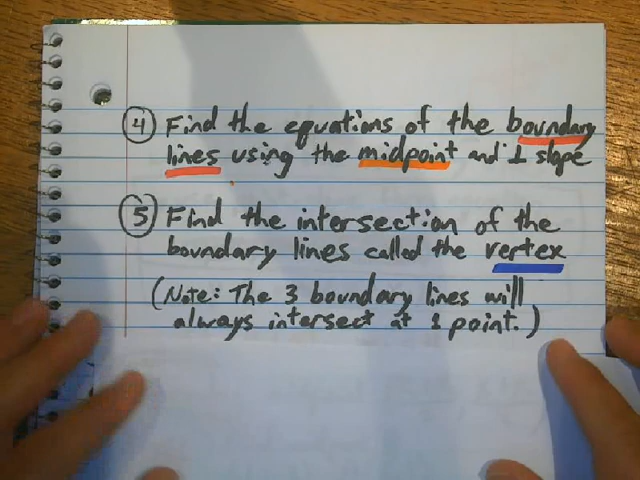 ④ Find the equations of the boundary
lines using the midpoint and ⊥ slope
⑤ Find the intersection of the
boundary lines called the vertex
(Note: The 3 boundary lines will
always intersect at 1 point.)